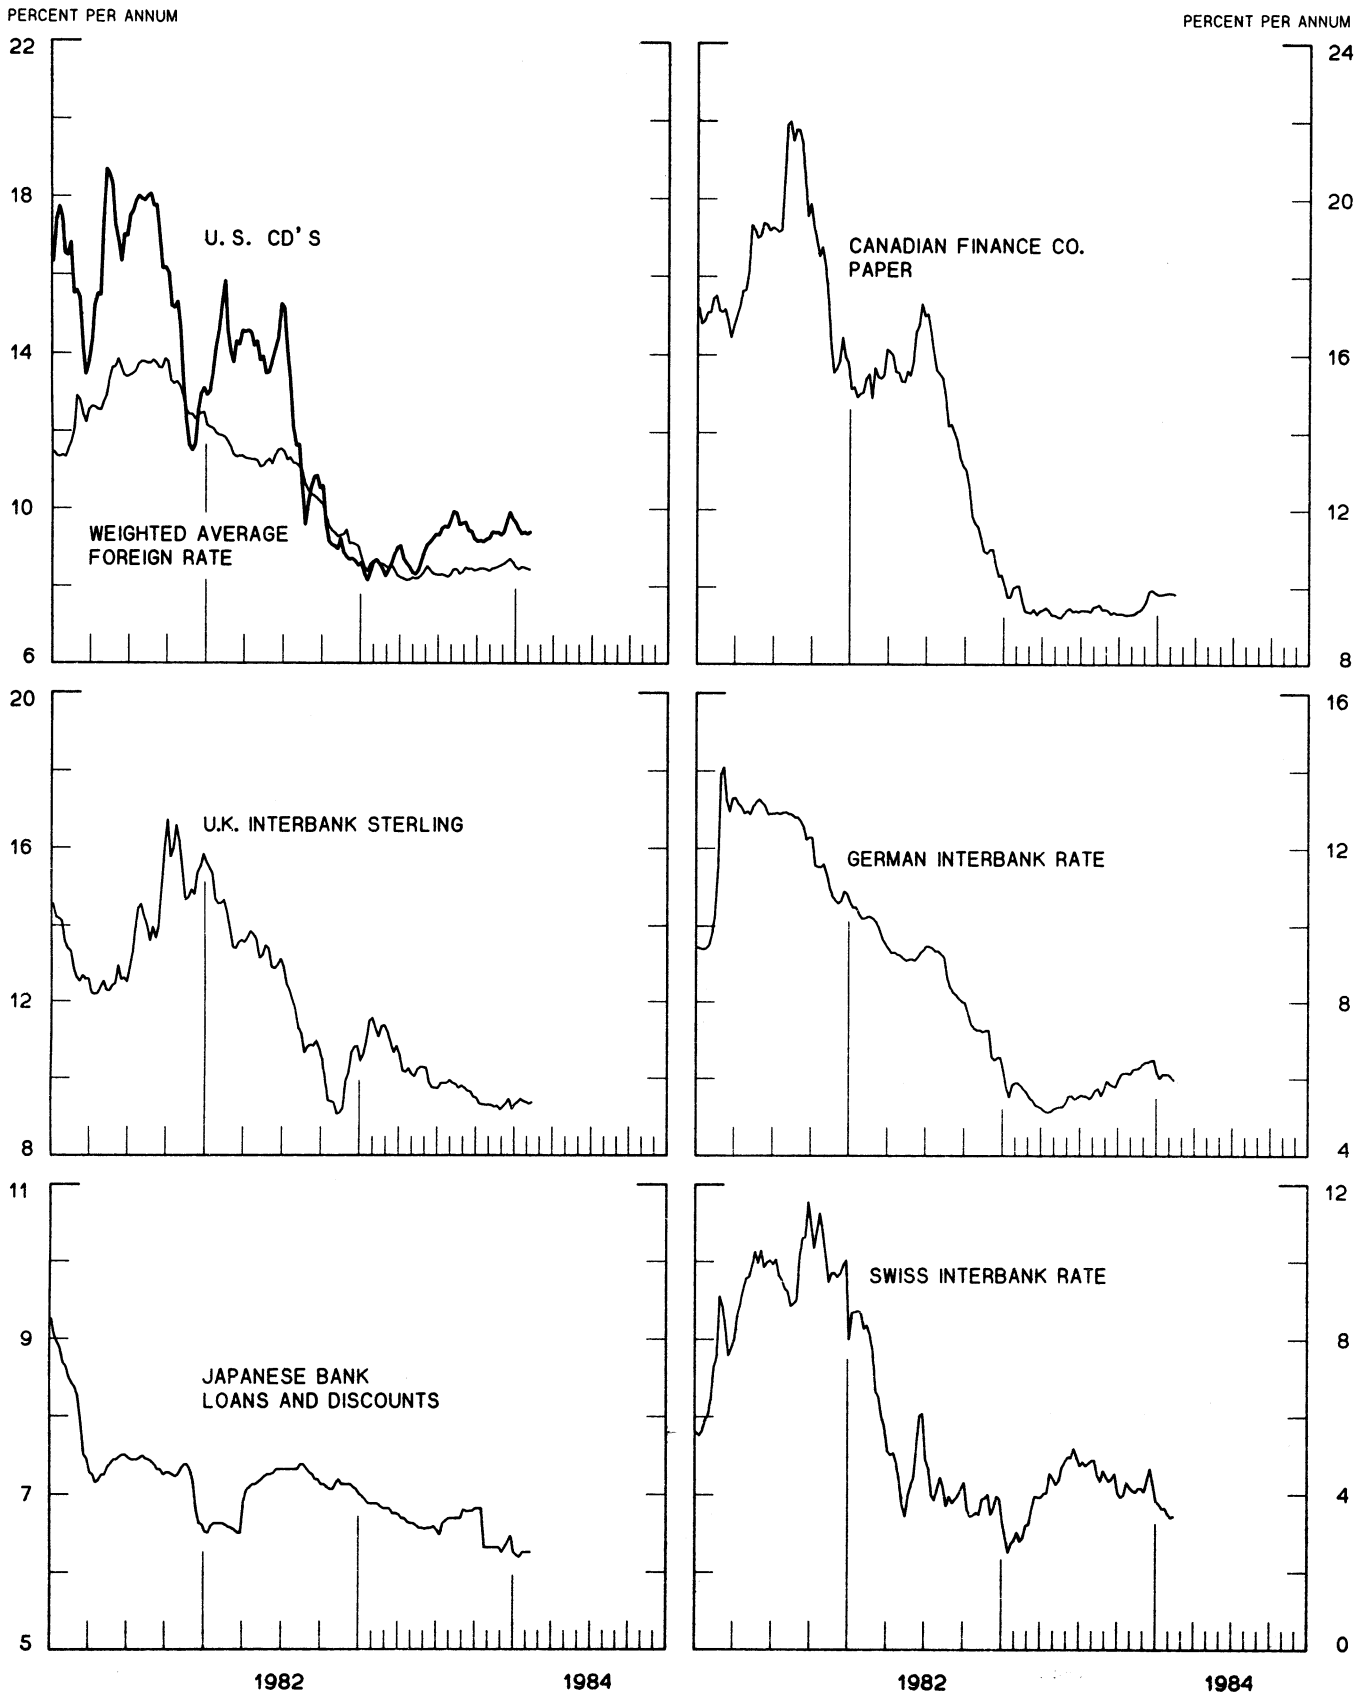 PERCENT PER ANNUM
PERCENT PER ANNUM
22
18
14
10
6
U. S. CD' S
WEIGHTED AVERAGE
FOREIGN RATE
24
20
16
12
8
CANADIAN FINANCE CO.
PAPER
20
16
12
8
U.K. INTERBANK STERLING
16
12
8
4
GERMAN INTERBANK RATE
11
9
7
5
JAPANESE BANK
LOANS AND DISCOUNTS
12
8
4
0
SWISS INTERBANK RATE
1982
1984
1982
1984